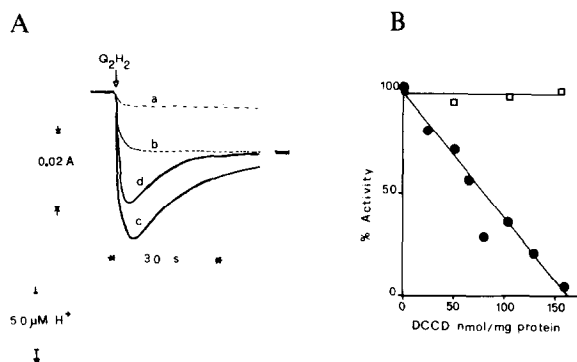 A
Q2H2
a
b
0.02 A
d
c
30 s
50 µM H+
B
100
50
0
% Activity
0
50
100
150
DCCD nmol/mg protein